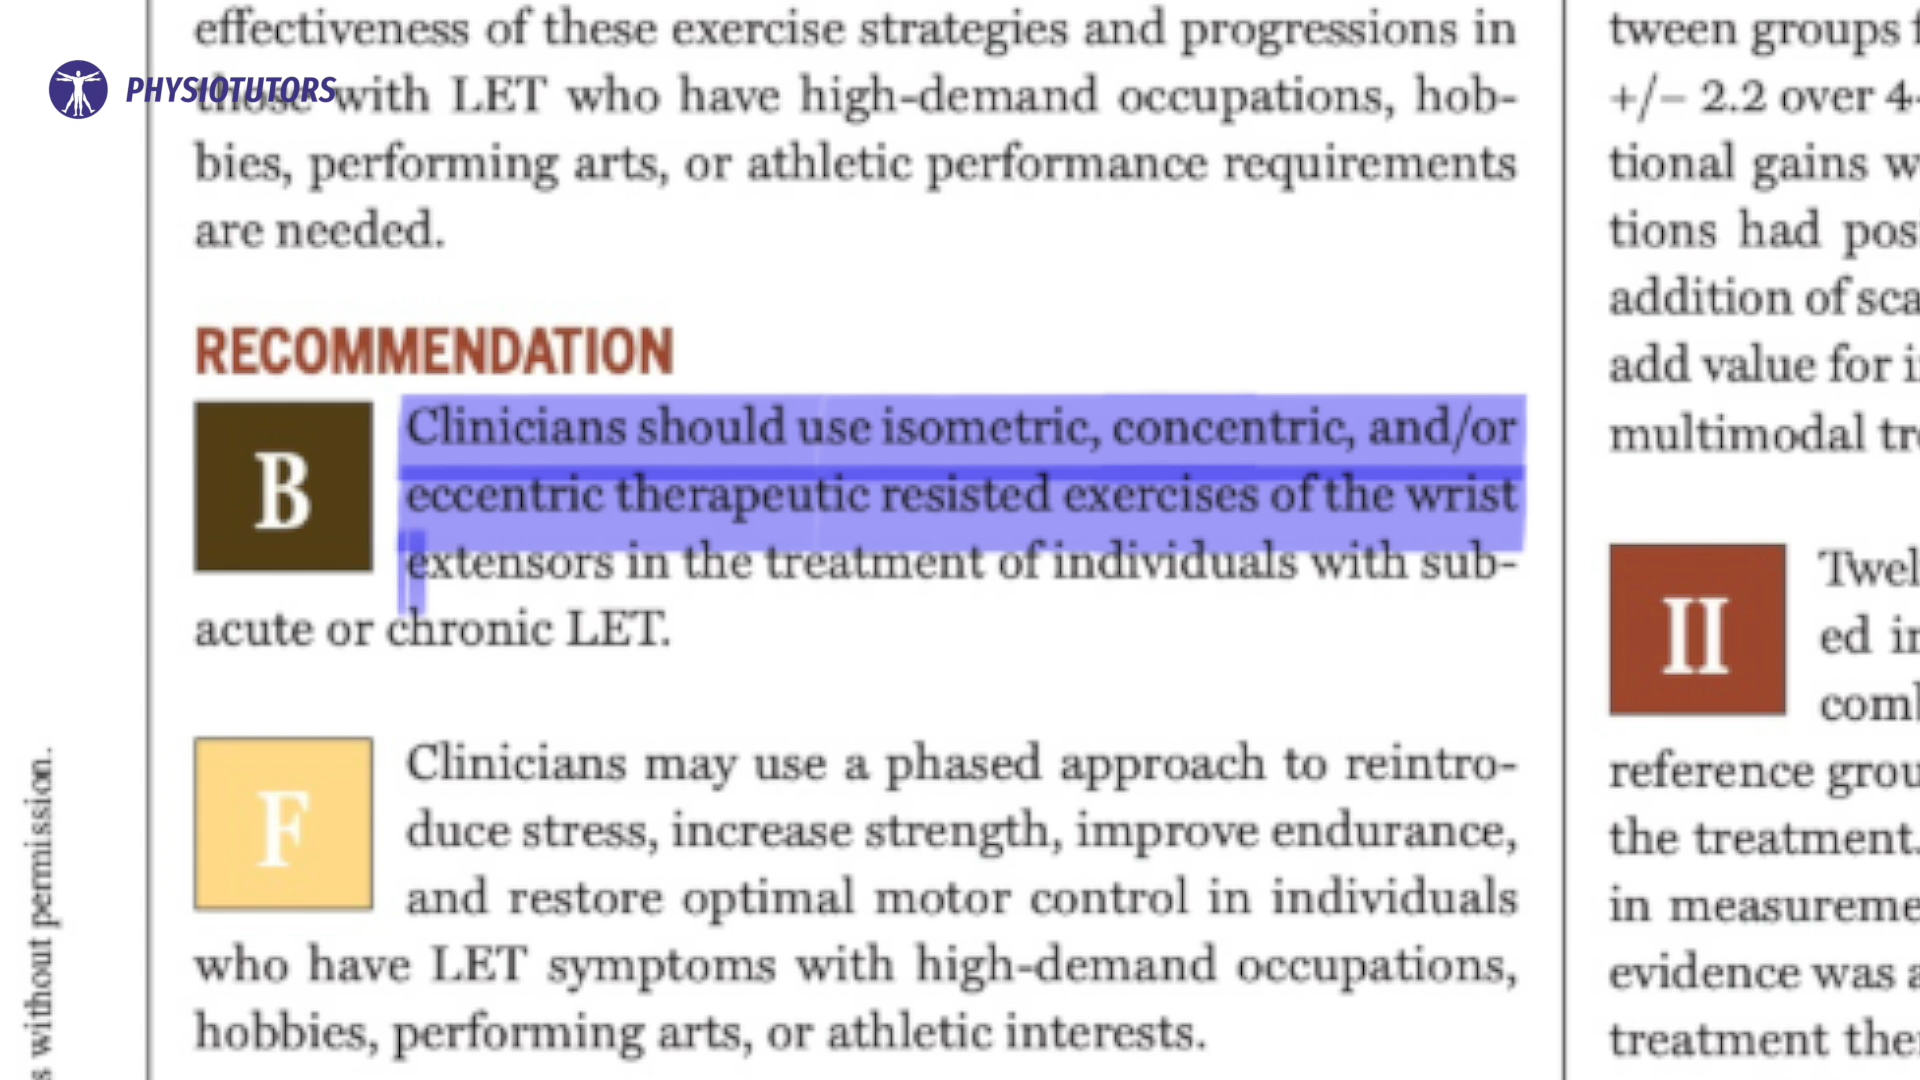 PHYSIOTUTORS
effectiveness of these exercise strategies and progressions in
those with LET who have high-demand occupations, hob-
bies, performing arts, or athletic performance requirements
are needed.
RECOMMENDATION
B
Clinicians should use isometric, concentric, and/or
eccentric therapeutic resisted exercises of the wrist
extensors in the treatment of individuals with sub-
acute or chronic LET.
F
Clinicians may use a phased approach to reintro-
duce stress, increase strength, improve endurance,
and restore optimal motor control in individuals
who have LET symptoms with high-demand occupations,
hobbies, performing arts, or athletic interests.
tween groups
+/– 2.2 over 4-
tional gains
tions had
addition of
add value for
multimodal
II
reference
the treatment.
in
evidence was
treatment
without permission.